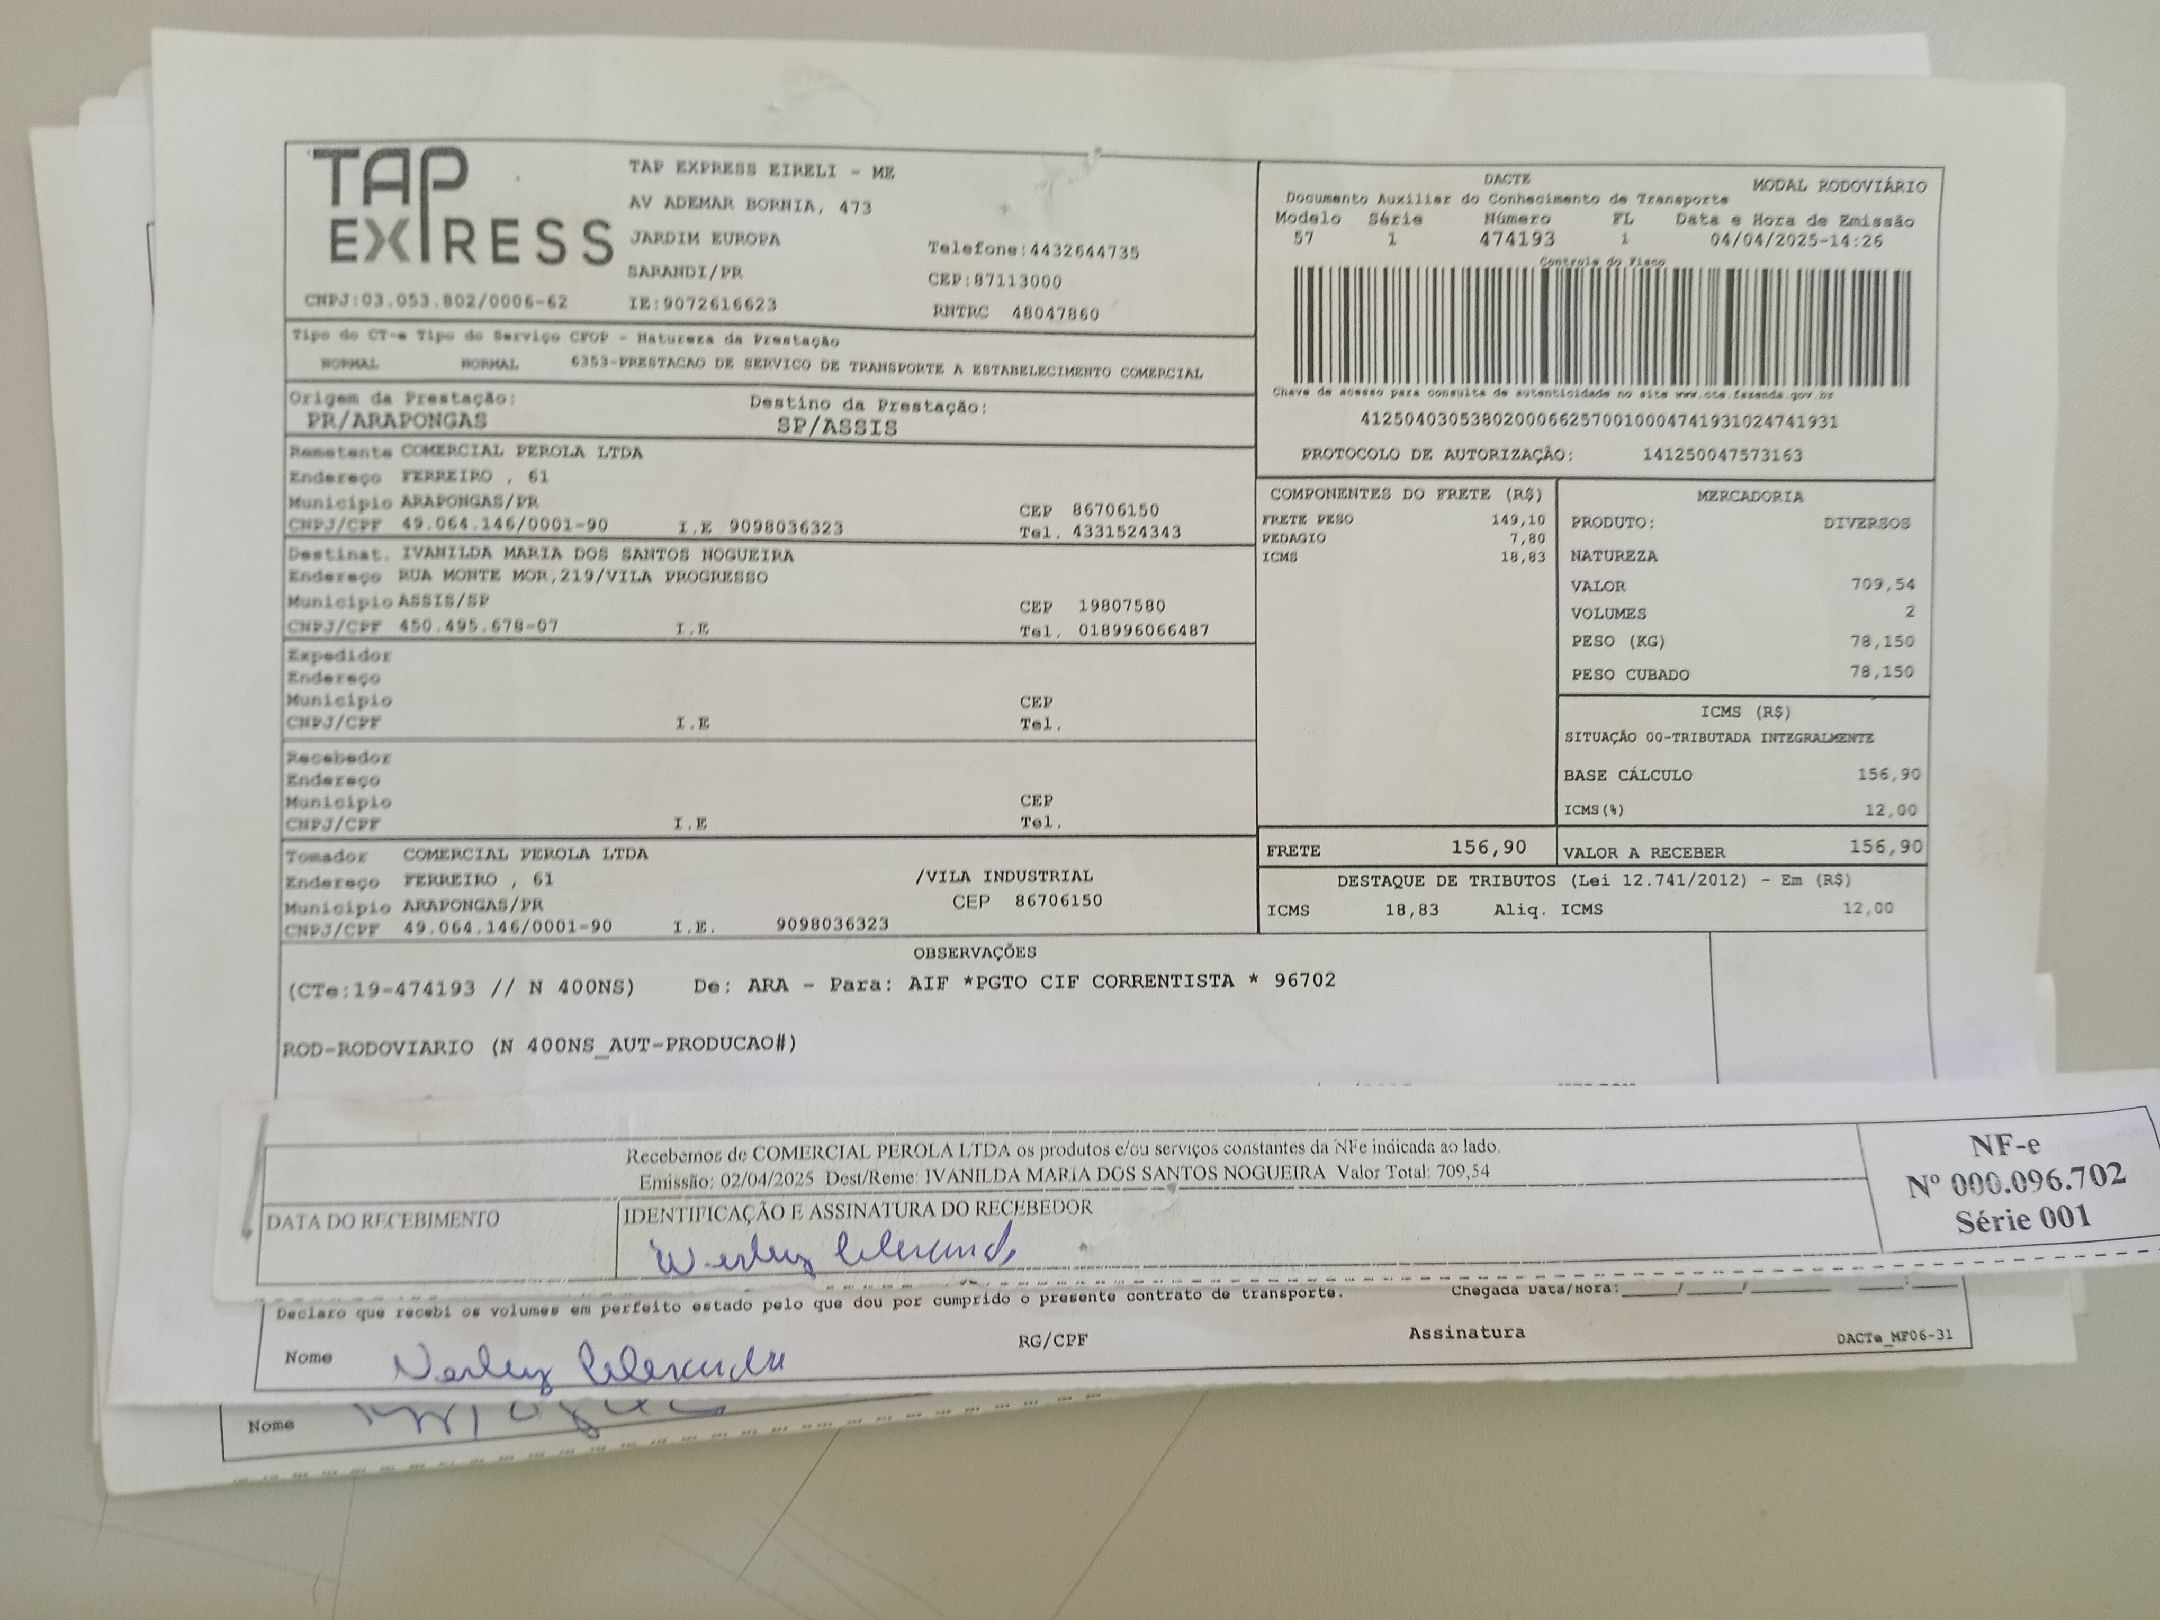 TAP EXPRESS
TAP EXPRESS EIRELI - ME
AV ADEMAR BORNIA, 473
JARDIM EUROPA
Telefone:4432644735
SARANDI/PR
CEP:87113000
CNPJ:03.053.802/0006-62
IE:9072616623
RNTRC 48047860
DACTE
MODAL RODOVIÁRIO
Documento Auxiliar do Conhecimento de Transporte
Modelo Série Número FL Data e Hora de Emissão
57 1 474193 1 04/04/2025-14:26
Controle do Fisco
Chave de acesso para consulta de autenticidade no site www.cte.fazenda.gov.br
41250403053802000662570010004741931024741931
PROTOCOLO DE AUTORIZAÇÃO: 141250047573163
Tipo do CT-e Tipo do Serviço CFOP - Natureza da Prestação
NORMAL NORMAL 6353-PRESTACAO DE SERVICO DE TRANSPORTE A ESTABELECIMENTO COMERCIAL
Origem da Prestação: Destino da Prestação:
PR/ARAPONGAS SP/ASSIS
Remetente COMERCIAL PEROLA LTDA
Endereço FERREIRO , 61
Município ARAPONGAS/PR CEP 86706150
CNPJ/CPF 49.064.146/0001-90 I.E 9098036323 Tel. 4331524343
Destinat. IVANILDA MARIA DOS SANTOS NOGUEIRA
Endereço RUA MONTE MOR,219/VILA PROGRESSO
Município ASSIS/SP CEP 19807580
CNPJ/CPF 450.495.678-07 I.E Tel. 018996066487
Expedidor
Endereço
Município CEP
CNPJ/CPF I.E Tel.
Recebedor
Endereço
Município CEP
CNPJ/CPF I.E Tel.
Tomador COMERCIAL PEROLA LTDA
Endereço FERREIRO , 61 /VILA INDUSTRIAL
Município ARAPONGAS/PR CEP 86706150
CNPJ/CPF 49.064.146/0001-90 I.E. 9098036323
COMPONENTES DO FRETE (R$)
FRETE PESO 149,10
PEDAGIO 7,80
ICMS 18,83
MERCADORIA
PRODUTO: DIVERSOS
NATUREZA
VALOR 709,54
VOLUMES 2
PESO (KG) 78,150
PESO CUBADO 78,150
ICMS (R$)
SITUAÇÃO 00-TRIBUTADA INTEGRALMENTE
BASE CÁLCULO 156,90
ICMS(%) 12,00
FRETE 156,90
VALOR A RECEBER 156,90
DESTAQUE DE TRIBUTOS (Lei 12.741/2012) - Em (R$)
ICMS 18,83 Aliq. ICMS 12,00
OBSERVAÇÕES
(CTe:19-474193 // N 400NS) De: ARA - Para: AIF *PGTO CIF CORRENTISTA * 96702
ROD-RODOVIARIO (N 400NS_AUT-PRODUCAO#)
Recebemos de COMERCIAL PEROLA LTDA os produtos e/ou serviços constantes da NFe indicada ao lado.
Emissão: 02/04/2025 Dest/Reme: IVANILDA MARIA DOS SANTOS NOGUEIRA Valor Total: 709,54
DATA DO RECEBIMENTO
IDENTIFICAÇÃO E ASSINATURA DO RECEBEDOR
NF-e
Nº 000.096.702
Série 001
Declaro que recebi os volumes em perfeito estado pelo que dou por cumprido o presente contrato de transporte.
Chegada Data/Hora:____/____/______ ____:____
Nome
RG/CPF
Assinatura
DACTe_MF06-31
Nome